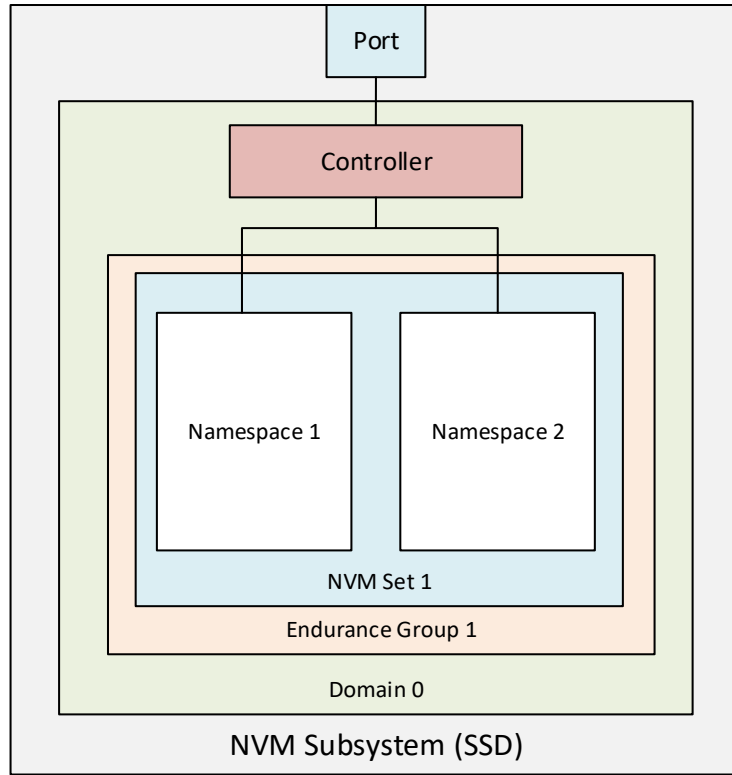 Port
Controller
Namespace 1
Namespace 2
NVM Set 1
Endurance Group 1
Domain 0
NVM Subsystem (SSD)